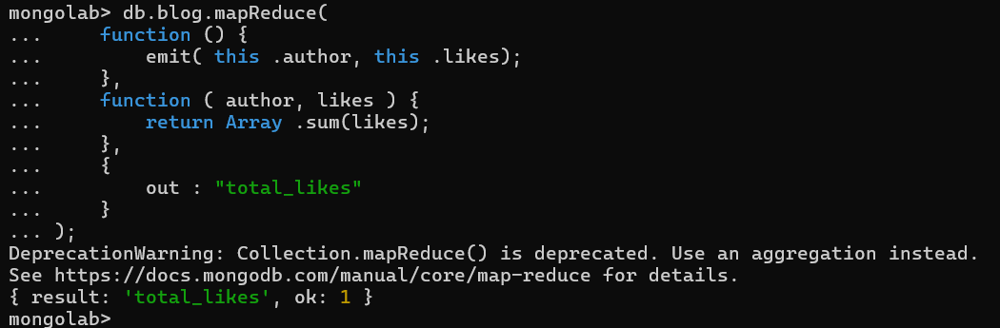 mongolab> db.blog.mapReduce(
...     function () {
...         emit( this .author, this .likes);
...     },
...     function ( author, likes ) {
...         return Array .sum(likes);
...     },
...     {
...         out : "total_likes"
...     }
... );
DeprecationWarning: Collection.mapReduce() is deprecated. Use an aggregation instead.
See https://docs.mongodb.com/manual/core/map-reduce for details.
{ result: 'total_likes', ok: 1 }
mongolab>